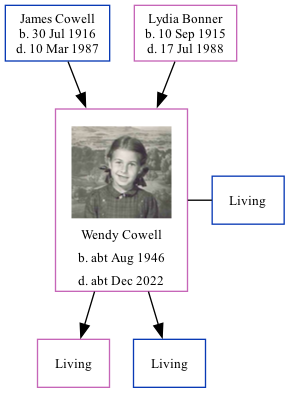 James Cowell
b. 30 Jul 1916
d. 10 Mar 1987
Lydia Bonner
b. 10 Sep 1915
d. 17 Jul 1988
Wendy Cowell
b. abt Aug 1946
d. abt Dec 2022
Living
Living
Living